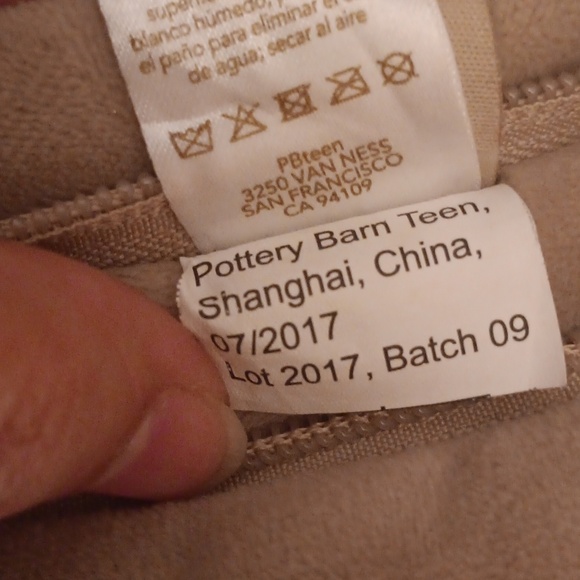 blanco húmedo,
el paño para eliminar el
de agua; secar al aire
PBteen
3250 VAN NESS
SAN FRANCISCO
CA 94109
Pottery Barn Teen,
Shanghai, China,
07/2017
Lot 2017, Batch 09